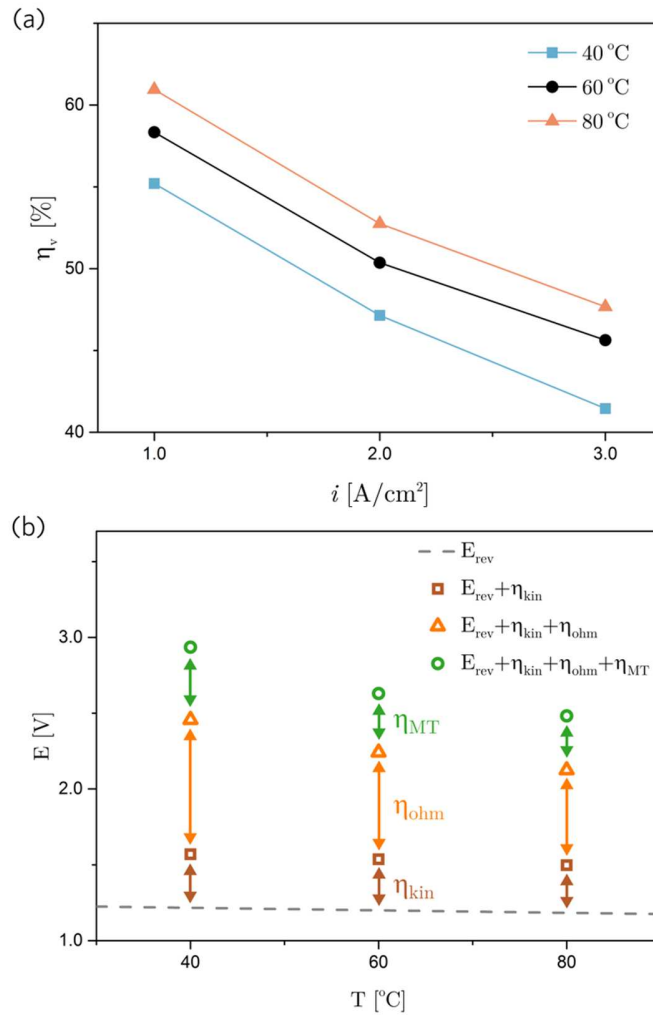 (a)
40 °C
60 °C
80 °C
60
50
40
ηv [%]
1.0
2.0
3.0
i [A/cm²]
(b)
Erev
Erev+ηkin
Erev+ηkin+ηohm
Erev+ηkin+ηohm+ηMT
3.0
2.0
1.0
E [V]
ηMT
ηohm
ηkin
40
60
80
T [°C]